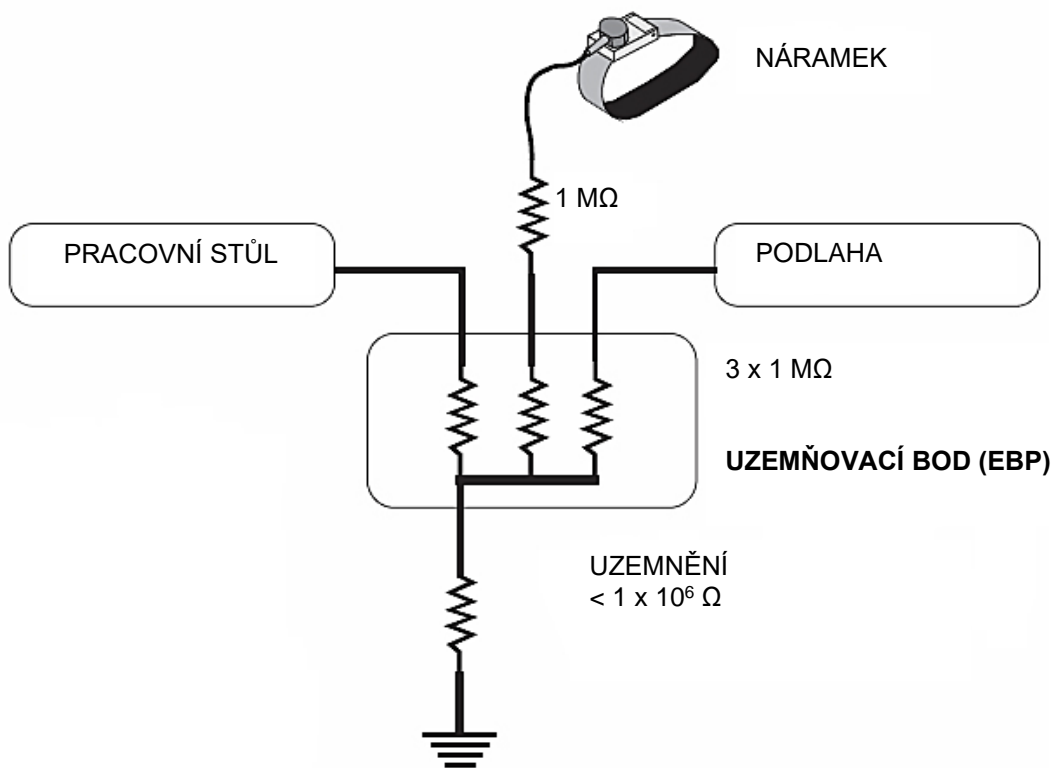 NÁRAMEK
1 MΩ
PRACOVNÍ STŮL
PODLAHA
3 x 1 MΩ
UZEMŇOVACÍ BOD (EBP)
UZEMNĚNÍ
< 1 x 10⁶ Ω